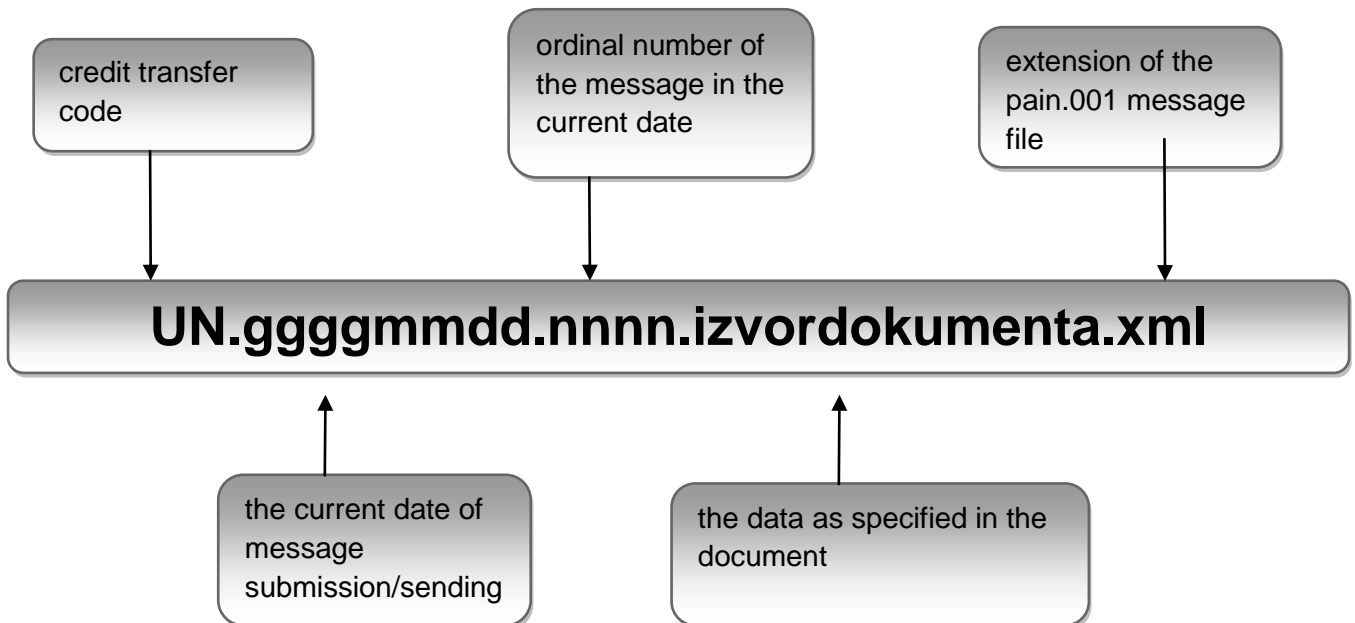 credit transfer
code
ordinal number of
the message in the
current date
extension of the
pain.001 message
file
UN.ggggmmdd.nnnn.izvordokumenta.xml
the current date of
message
submission/sending
the data as specified in the
document